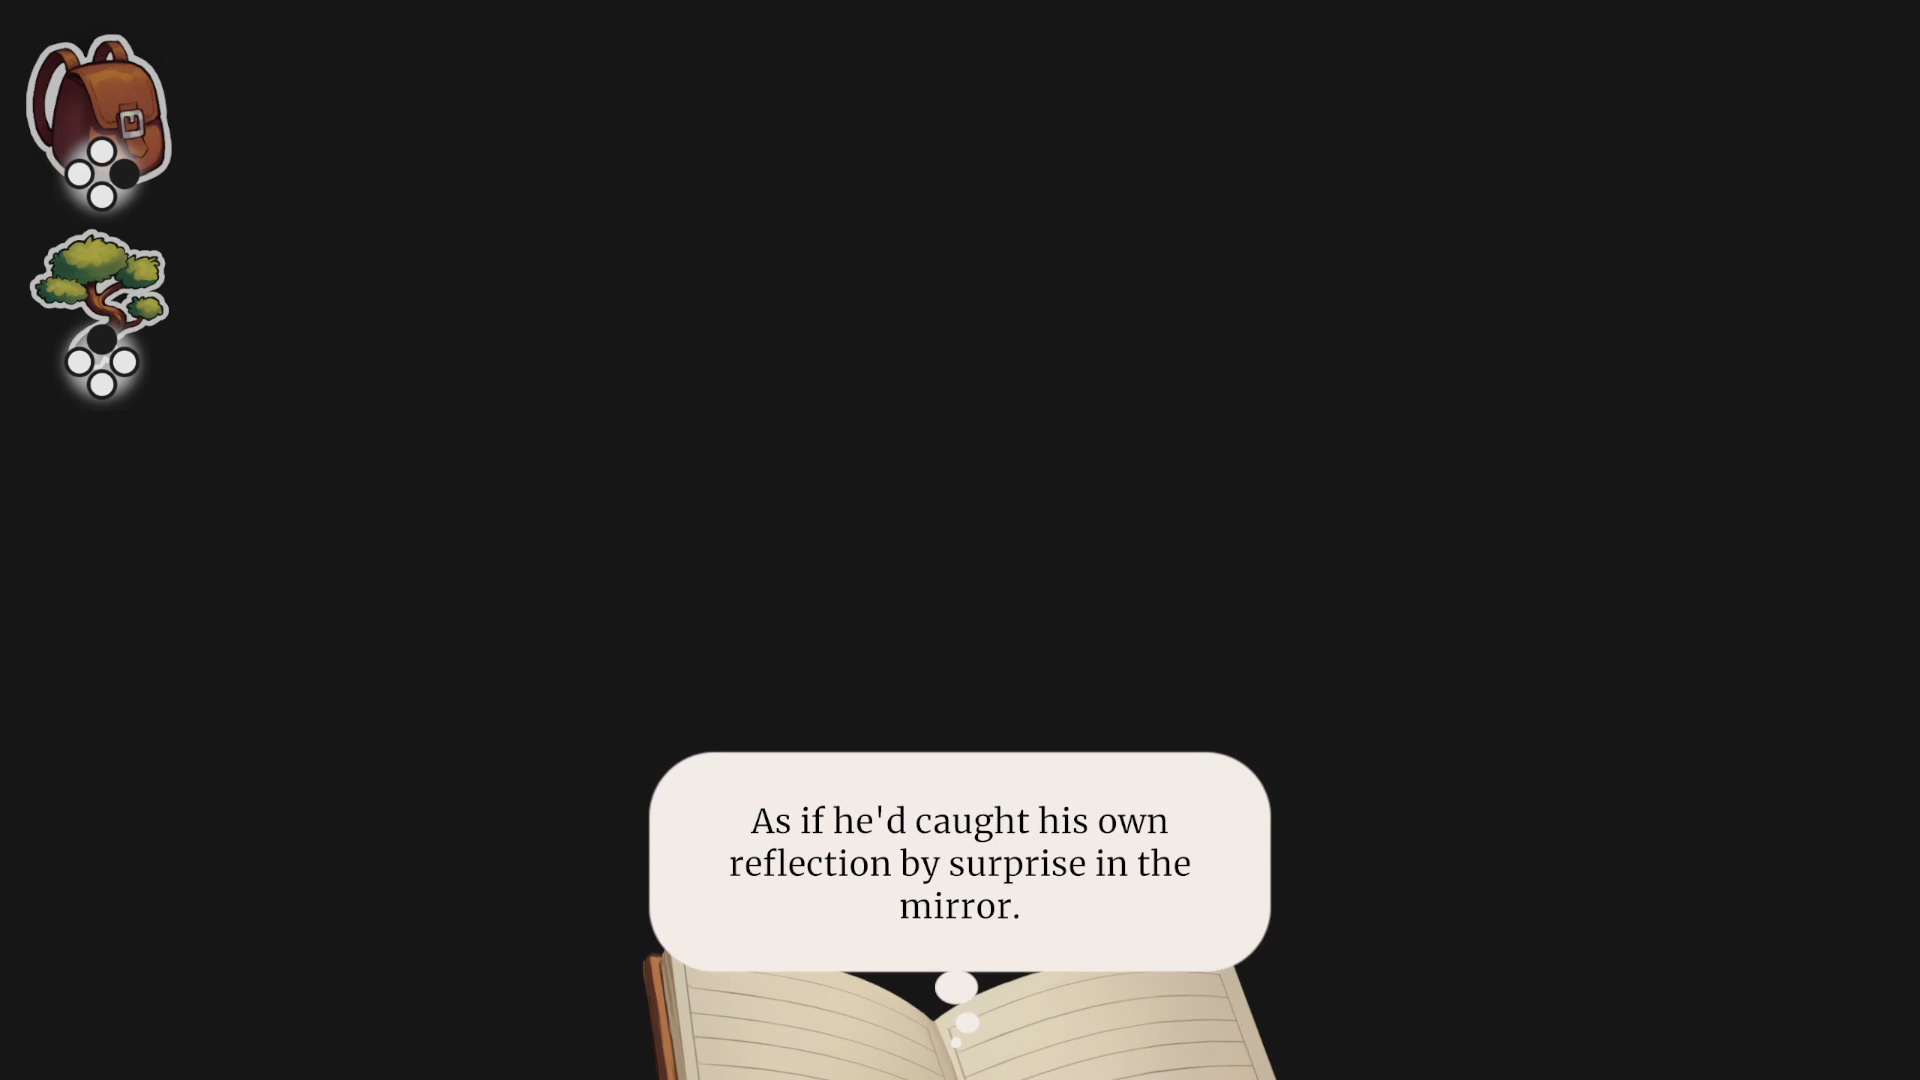 As if he'd caught his own
reflection by surprise in the
mirror.